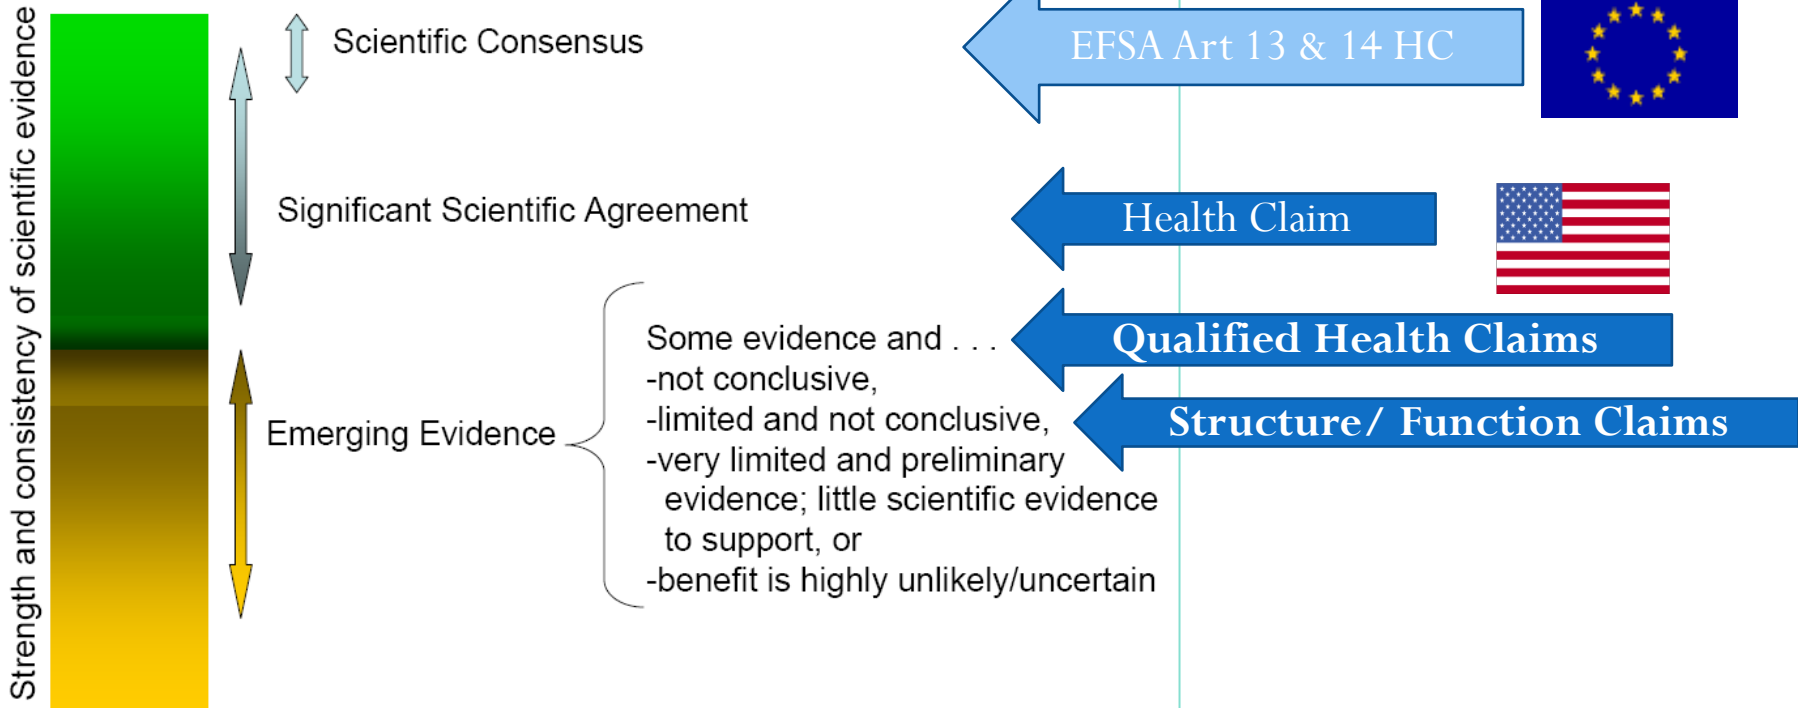 Strength and consistency of scientific evidence
Scientific Consensus
EFSA Art 13 & 14 HC
Significant Scientific Agreement
Health Claim
Emerging Evidence
Some evidence and . . .
-not conclusive,
-limited and not conclusive,
-very limited and preliminary
evidence; little scientific evidence
to support, or
-benefit is highly unlikely/uncertain
Qualified Health Claims
Structure/ Function Claims